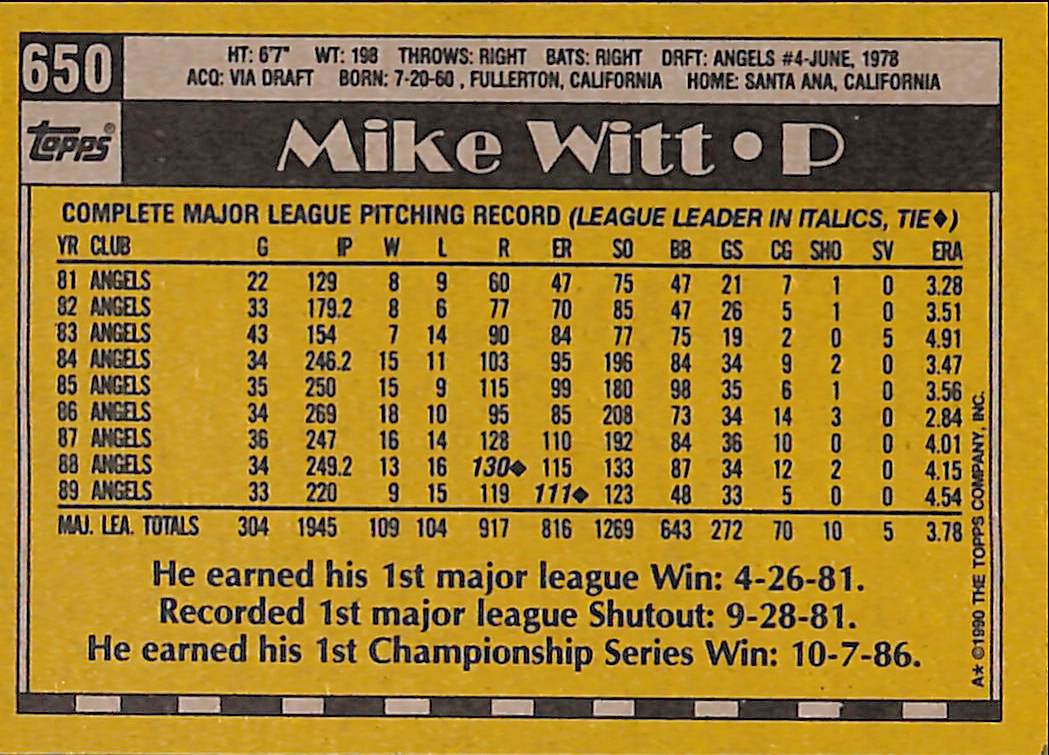 650
HT: 6'7" WT: 198 THROWS: RIGHT BATS: RIGHT DRFT: ANGELS #4-JUNE, 1978
ACQ: VIA DRAFT BORN: 7-20-60, FULLERTON, CALIFORNIA HOME: SANTA ANA, CALIFORNIA
topps®
Mike Witt • P
COMPLETE MAJOR LEAGUE PITCHING RECORD (LEAGUE LEADER IN ITALICS, TIE♦)
YR CLUB G IP W L R ER SO BB GS CG SHO SV ERA
81 ANGELS 22 129 8 9 60 47 75 47 21 7 1 0 3.28
82 ANGELS 33 179.2 8 6 77 70 85 47 26 5 1 0 3.51
83 ANGELS 43 154 7 14 90 84 77 75 19 2 0 5 4.91
84 ANGELS 34 246.2 15 11 103 95 196 84 34 9 2 0 3.47
85 ANGELS 35 250 15 9 115 99 180 98 35 6 1 0 3.56
86 ANGELS 34 269 18 10 95 85 208 73 34 14 3 0 2.84
87 ANGELS 36 247 16 14 128 110 192 84 36 10 0 0 4.01
88 ANGELS 34 249.2 13 16 130♦ 115 133 87 34 12 2 0 4.15
89 ANGELS 33 220 9 15 119 111♦ 123 48 33 5 0 0 4.54
MAJ. LEA. TOTALS 304 1945 109 104 917 816 1269 643 272 70 10 5 3.78
He earned his 1st major league Win: 4-26-81.
Recorded 1st major league Shutout: 9-28-81.
He earned his 1st Championship Series Win: 10-7-86.
A* ©1990 THE TOPPS COMPANY, INC.